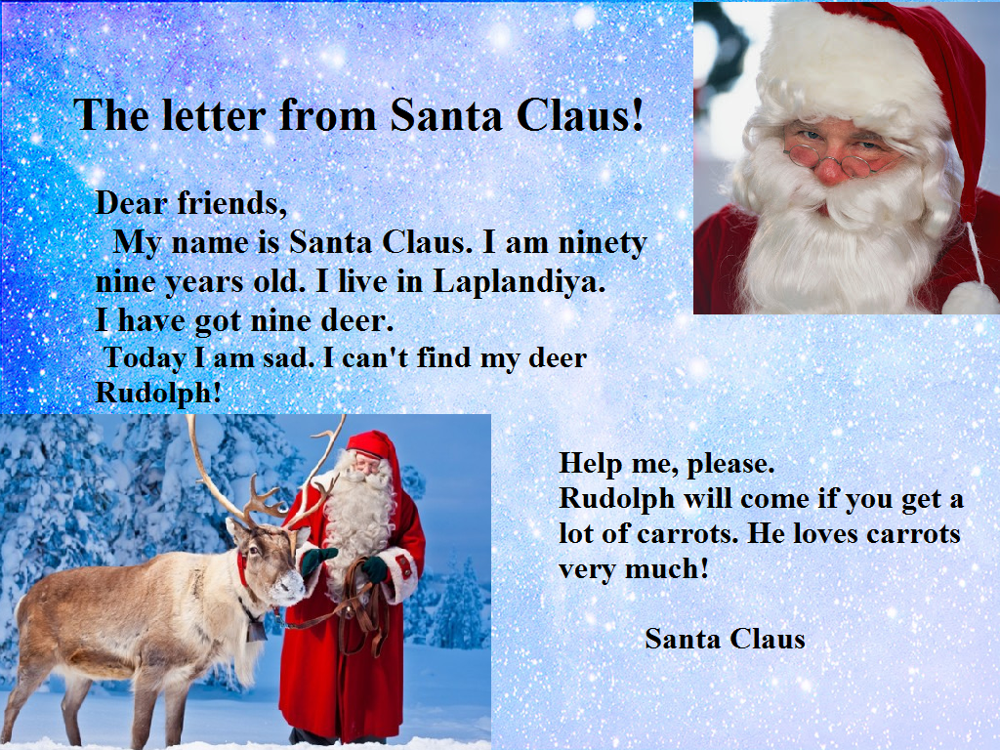 The letter from Santa Claus!
Dear friends,
My name is Santa Claus. I am ninety
nine years old. I live in Laplandiya.
I have got nine deer.
Today I am sad. I can't find my deer
Rudolph!
Help me, please.
Rudolph will come if you get a
lot of carrots. He loves carrots
very much!
Santa Claus